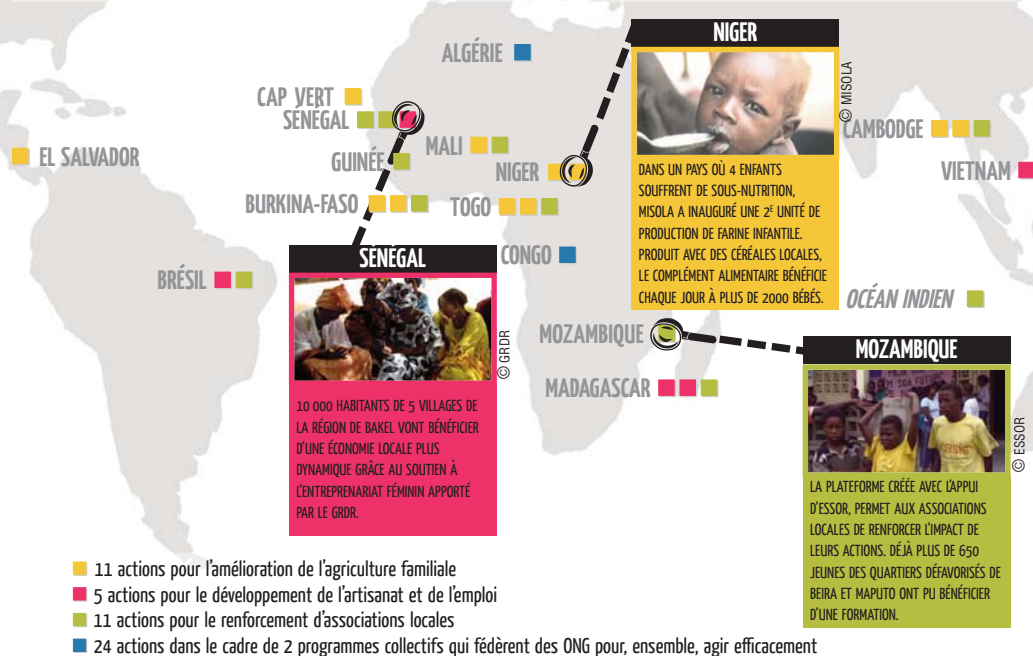 ALGÉRIE
CAP VERT
SÉNÉGAL
EL SALVADOR
GUINÉE
MALI
NIGER
BURKINA-FASO
TOGO
CONGO
BRÉSIL
MOZAMBIQUE
MADAGASCAR
CAMBODGE
VIETNAM
OCÉAN INDIEN
NIGER
© MISOLA
DANS UN PAYS OÙ 4 ENFANTS
SOUFFRENT DE SOUS-NUTRITION,
MISOLA A INAUGURÉ UNE 2E UNITÉ DE
PRODUCTION DE FARINE INFANTILE.
PRODUIT AVEC DES CÉRÉALES LOCALES,
LE COMPLÉMENT ALIMENTAIRE BÉNÉFICIE
CHAQUE JOUR À PLUS DE 2000 BÉBÉS.
SÉNÉGAL
© GRDR
10 000 HABITANTS DE 5 VILLAGES DE
LA RÉGION DE BAKEL VONT BÉNÉFICIER
D'UNE ÉCONOMIE LOCALE PLUS
DYNAMIQUE GRÂCE AU SOUTIEN À
L'ENTREPRENARIAT FÉMININ APPORTÉ
PAR LE GRDR.
MOZAMBIQUE
© ESSOR
LA PLATEFORME CRÉÉE AVEC L'APPUI
D'ESSOR, PERMET AUX ASSOCIATIONS
LOCALES DE RENFORCER L'IMPACT DE
LEURS ACTIONS. DÉJÀ PLUS DE 650
JEUNES DES QUARTIERS DÉFAVORISÉS DE
BEIRA ET MAPUTO ONT PU BÉNÉFICIER
D'UNE FORMATION.
11 actions pour l'amélioration de l'agriculture familiale
5 actions pour le développement de l'artisanat et de l'emploi
11 actions pour le renforcement d'associations locales
24 actions dans le cadre de 2 programmes collectifs qui fédèrent des ONG pour, ensemble, agir efficacement